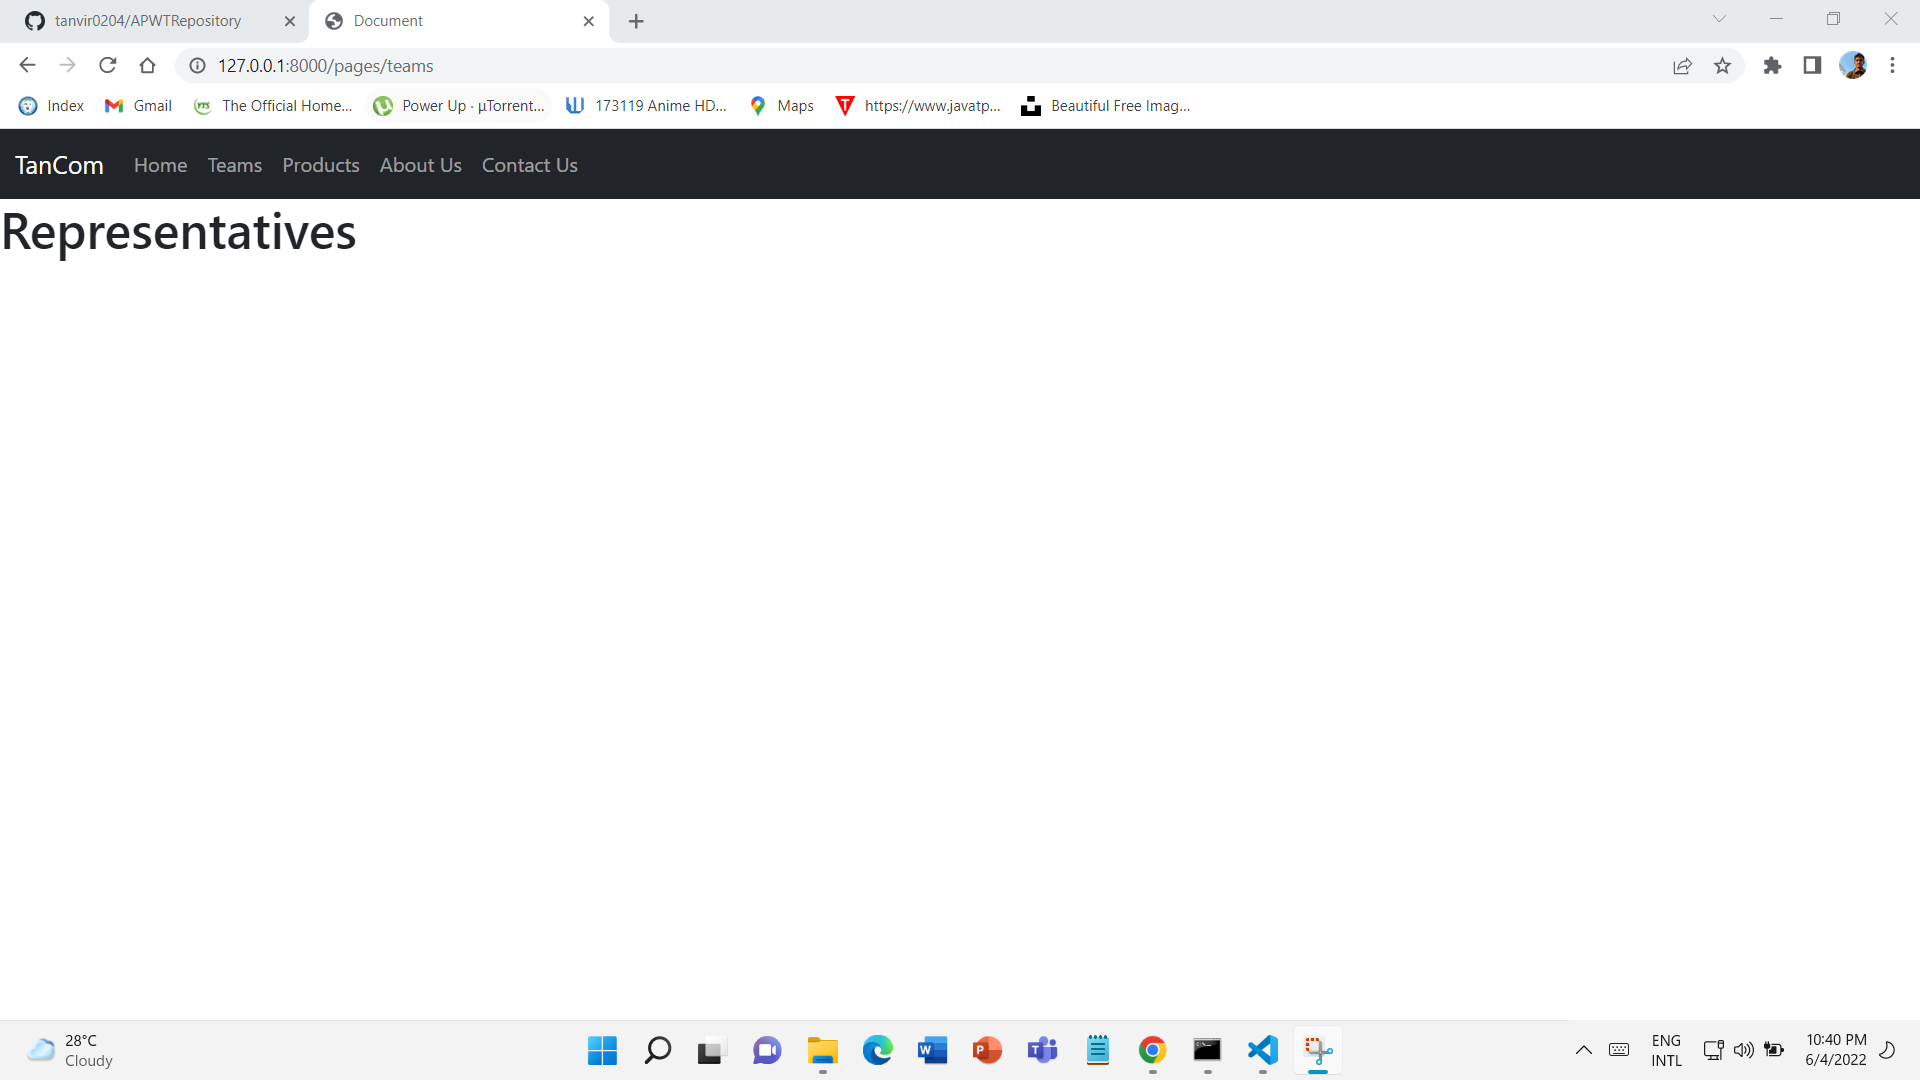 tanvir0204/APWTRepository
Document
127.0.0.1:8000/pages/teams
Index
Gmail
The Official Home...
Power Up · µTorrent...
173119 Anime HD...
Maps
https://www.javatp...
Beautiful Free Imag...
TanCom
Home
Teams
Products
About Us
Contact Us
Representatives
28°C
Cloudy
ENG
INTL
10:40 PM
6/4/2022